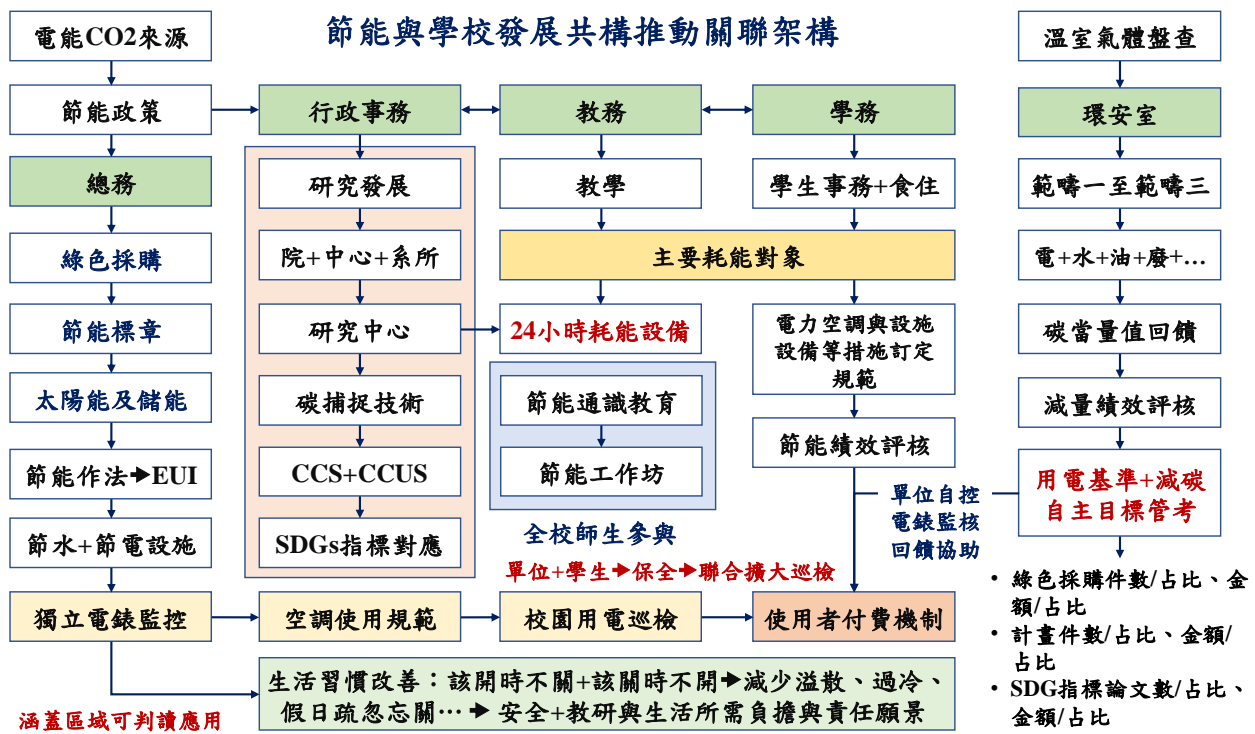 節能與學校發展共構推動關聯架構
電能CO2來源
節能政策
總務
綠色採購
節能標章
太陽能及儲能
節能作法→EUI
節水+節電設施
獨立電錶監控
涵蓋區域可判讀應用
行政事務
研究發展
院+中心+系所
研究中心
碳捕捉技術
CCS+CCUS
SDGs指標對應
空調使用規範
教務
教學
主要耗能對象
24小時耗能設備
節能通識教育
節能工作坊
全校師生參與
單位+學生→保全→聯合擴大巡檢
校園用電巡檢
學務
學生事務+食住
電力空調與設施
設備等措施訂定
規範
節能績效評核
單位自控
電錶監核
回饋協助
使用者付費機制
生活習慣改善：該開時不關+該關時不開→減少溢散、過冷、
假日疏忽忘關…→安全+教研與生活所需負擔與責任願景
溫室氣體盤查
環安室
範疇一至範疇三
電+水+油+廢+…
碳當量值回饋
減量績效評核
用電基準+減碳
自主目標管考
• 綠色採購件數/占比、金
額/占比
• 計畫件數/占比、金額/
占比
• SDG指標論文數/占比、
金額/占比